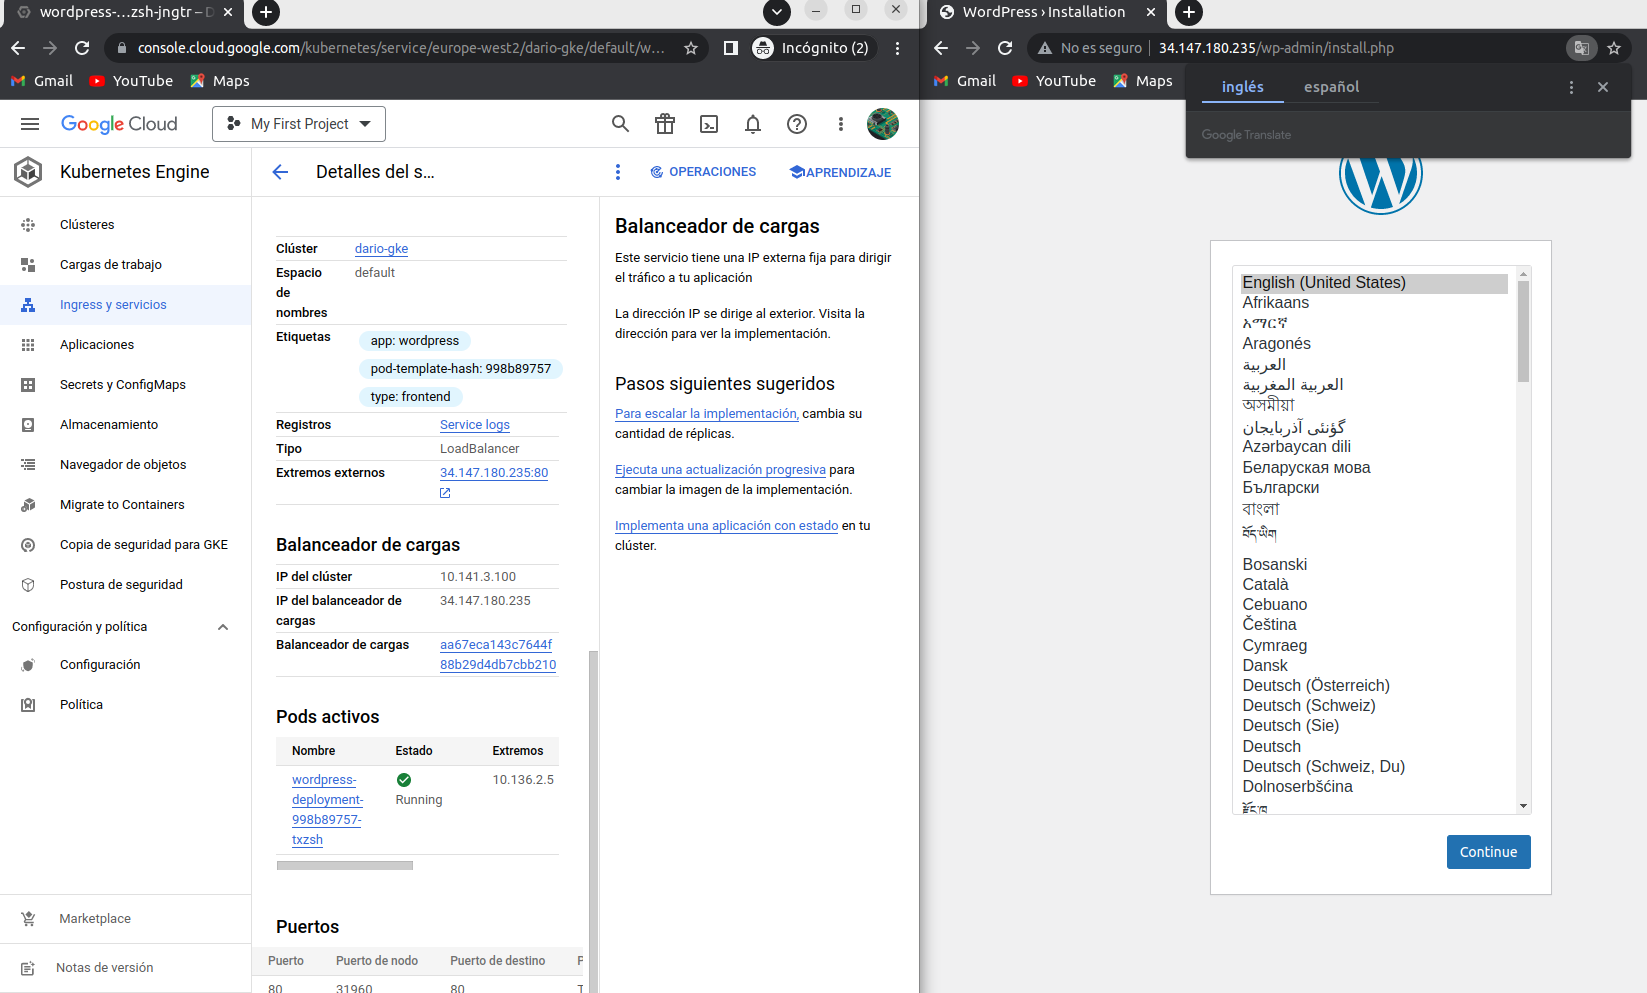 wordpress-...zsh-jngtr – D
console.cloud.google.com/kubernetes/service/europe-west2/dario-gke/default/w...
Incógnito (2)
Gmail
YouTube
Maps
Google Cloud
My First Project
Kubernetes Engine
Detalles del s...
OPERACIONES
APRENDIZAJE
Clústeres
Cargas de trabajo
Ingress y servicios
Aplicaciones
Secrets y ConfigMaps
Almacenamiento
Navegador de objetos
Migrate to Containers
Copia de seguridad para GKE
Postura de seguridad
Configuración y política
Configuración
Política
Marketplace
Notas de versión
Clúster dario-gke
Espacio de nombres default
Etiquetas app: wordpress
pod-template-hash: 998b89757
type: frontend
Registros Service logs
Tipo LoadBalancer
Extremos externos 34.147.180.235:80
Balanceador de cargas
IP del clúster 10.141.3.100
IP del balanceador de cargas 34.147.180.235
Balanceador de cargas aa67eca143c7644f
88b29d4db7cbb210
Pods activos
Nombre Estado Extremos
wordpress-
deployment-
998b89757-
txzsh
Running
10.136.2.5
Puertos
Puerto Puerto de nodo Puerto de destino
80 31960 80
Balanceador de cargas
Este servicio tiene una IP externa fija para dirigir
el tráfico a tu aplicación
La dirección IP se dirige al exterior. Visita la
dirección para ver la implementación.
Pasos siguientes sugeridos
Para escalar la implementación, cambia su
cantidad de réplicas.
Ejecuta una actualización progresiva para
cambiar la imagen de la implementación.
Implementa una aplicación con estado en tu
clúster.
WordPress › Installation
No es seguro
34.147.180.235/wp-admin/install.php
Gmail
YouTube
Maps
inglés español
Google Translate
English (United States)
Afrikaans
አማርኛ
Aragonés
العربية
العربية المغربية
অসমীয়া
گؤنئی آذربایجان
Azərbaycan dili
Беларуская мова
Български
বাংলা
བོད་ཡིག
Bosanski
Català
Cebuano
Čeština
Cymraeg
Dansk
Deutsch (Österreich)
Deutsch (Schweiz)
Deutsch (Sie)
Deutsch
Deutsch (Schweiz, Du)
Dolnoserbšćina
རྫོང་ཁ
Continue